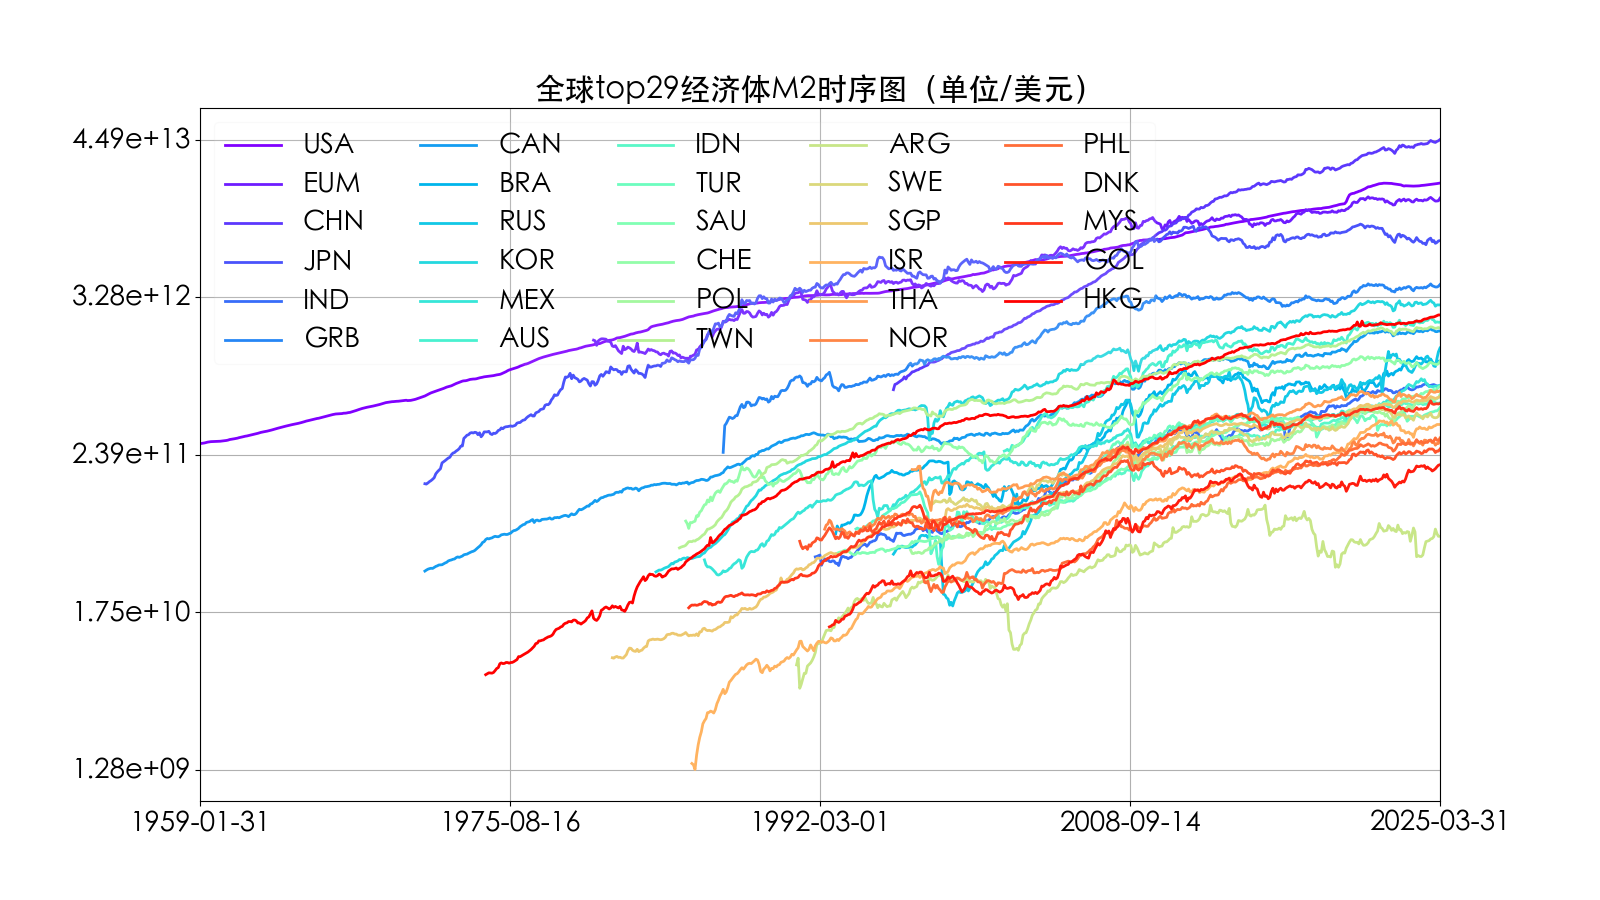 全球top29经济体M2时序图（单位/美元）
4.49e+13
3.28e+12
2.39e+11
1.75e+10
1.28e+09
USA CAN IDN ARG PHL
EUM BRA TUR SWE DNK
CHN RUS SAU SGP MYS
JPN KOR CHE ISR GOL
IND MEX POL THA HKG
GRB AUS TWN NOR
1959-01-31 1975-08-16 1992-03-01 2008-09-14 2025-03-31